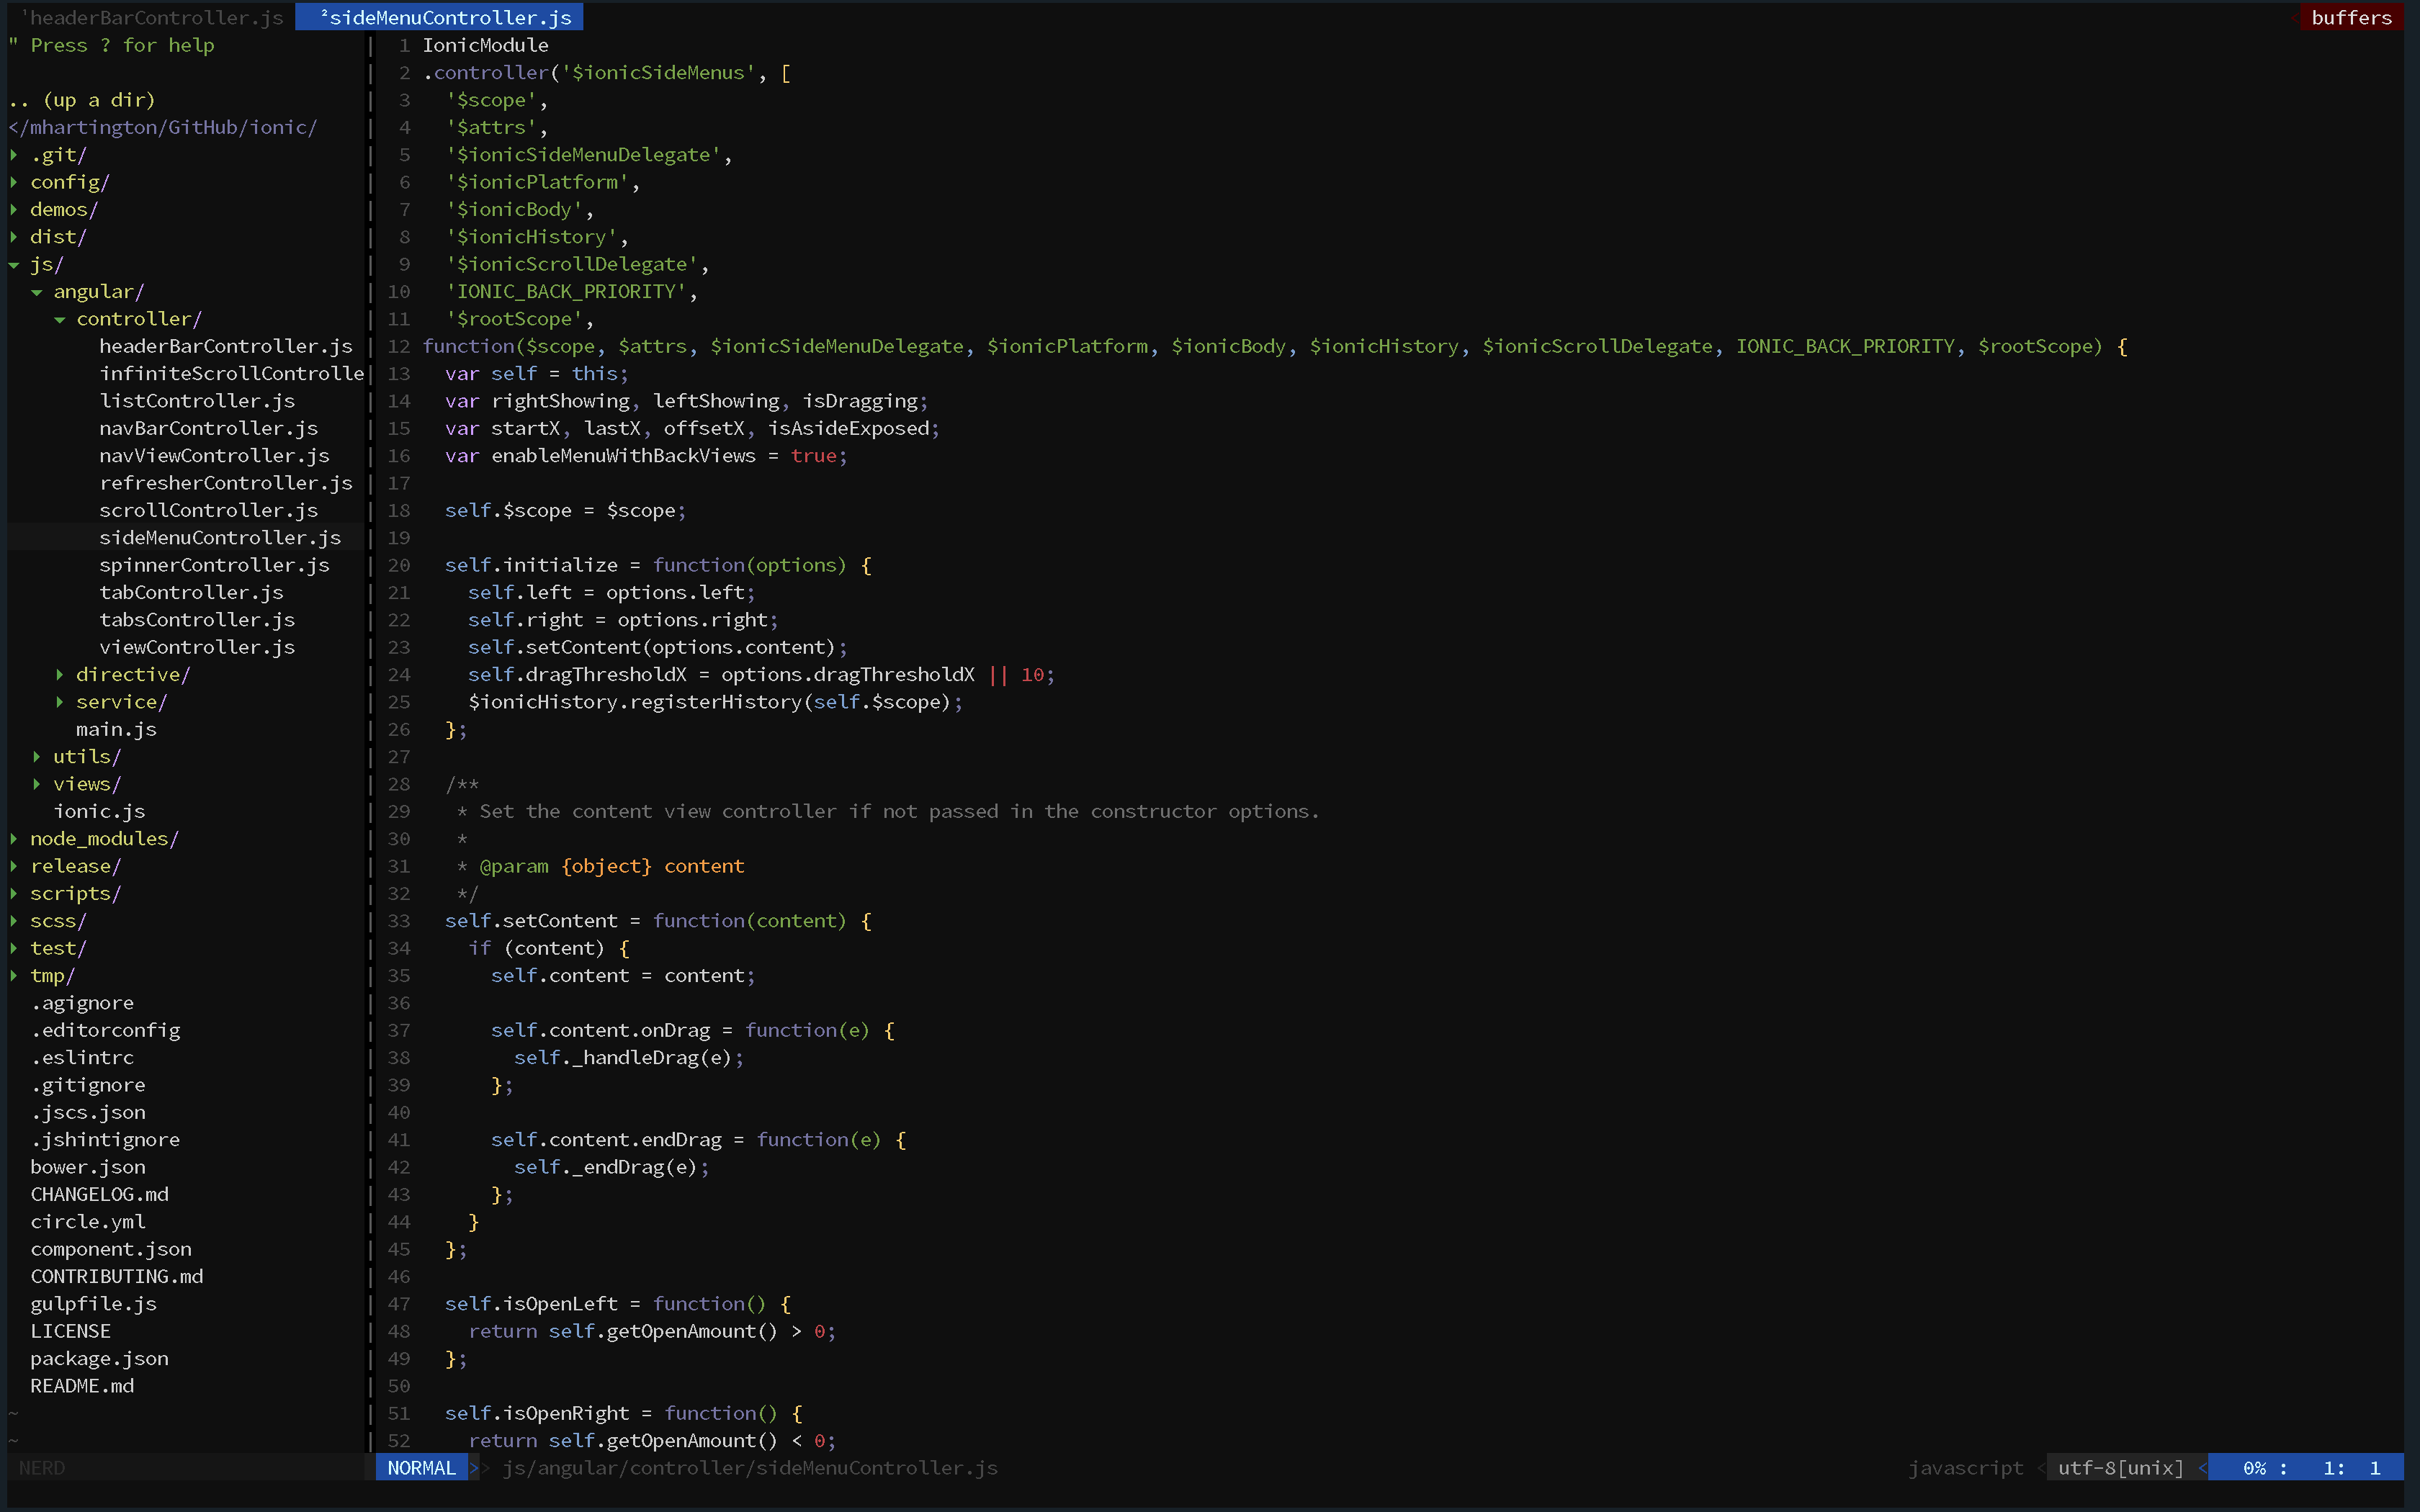 ¹headerBarController.js  ²sideMenuController.js  buffers
" Press ? for help

.. (up a dir)
</mhartington/GitHub/ionic/
▸ .git/
▸ config/
▸ demos/
▸ dist/
▾ js/
  ▾ angular/
    ▾ controller/
        headerBarController.js
        infiniteScrollControlle
        listController.js
        navBarController.js
        navViewController.js
        refresherController.js
        scrollController.js
        sideMenuController.js
        spinnerController.js
        tabController.js
        tabsController.js
        viewController.js
    ▸ directive/
    ▸ service/
      main.js
  ▸ utils/
  ▸ views/
    ionic.js
▸ node_modules/
▸ release/
▸ scripts/
▸ scss/
▸ test/
▸ tmp/
  .agignore
  .editorconfig
  .eslintrc
  .gitignore
  .jscs.json
  .jshintignore
  bower.json
  CHANGELOG.md
  circle.yml
  component.json
  CONTRIBUTING.md
  gulpfile.js
  LICENSE
  package.json
  README.md
~
~
1 IonicModule
2 .controller('$ionicSideMenus', [
3   '$scope',
4   '$attrs',
5   '$ionicSideMenuDelegate',
6   '$ionicPlatform',
7   '$ionicBody',
8   '$ionicHistory',
9   '$ionicScrollDelegate',
10   'IONIC_BACK_PRIORITY',
11   '$rootScope',
12 function($scope, $attrs, $ionicSideMenuDelegate, $ionicPlatform, $ionicBody, $ionicHistory, $ionicScrollDelegate, IONIC_BACK_PRIORITY, $rootScope) {
13   var self = this;
14   var rightShowing, leftShowing, isDragging;
15   var startX, lastX, offsetX, isAsideExposed;
16   var enableMenuWithBackViews = true;
17
18   self.$scope = $scope;
19
20   self.initialize = function(options) {
21     self.left = options.left;
22     self.right = options.right;
23     self.setContent(options.content);
24     self.dragThresholdX = options.dragThresholdX || 10;
25     $ionicHistory.registerHistory(self.$scope);
26   };
27
28   /**
29    * Set the content view controller if not passed in the constructor options.
30    *
31    * @param {object} content
32    */
33   self.setContent = function(content) {
34     if (content) {
35       self.content = content;
36
37       self.content.onDrag = function(e) {
38         self._handleDrag(e);
39       };
40
41       self.content.endDrag = function(e) {
42         self._endDrag(e);
43       };
44     }
45   };
46
47   self.isOpenLeft = function() {
48     return self.getOpenAmount() > 0;
49   };
50
51   self.isOpenRight = function() {
52     return self.getOpenAmount() < 0;
NERD  NORMAL >> js/angular/controller/sideMenuController.js  javascript < utf-8[unix] <  0% :  1:  1